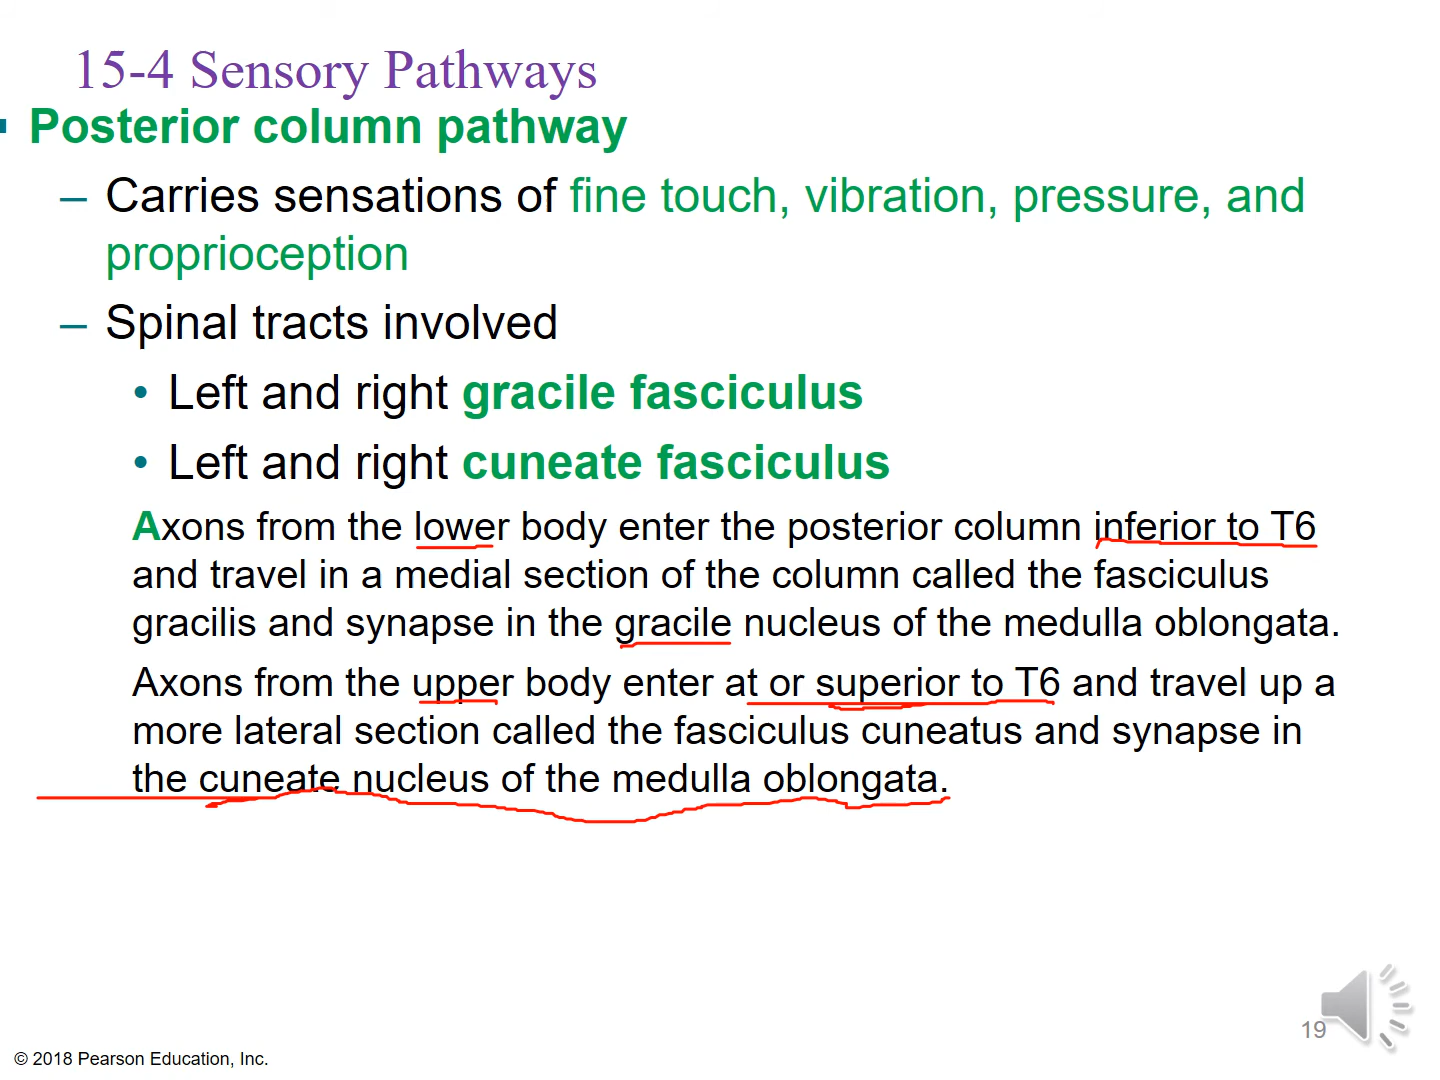 15-4 Sensory Pathways
▪ Posterior column pathway
– Carries sensations of fine touch, vibration, pressure, and
proprioception
– Spinal tracts involved
• Left and right gracile fasciculus
• Left and right cuneate fasciculus
Axons from the lower body enter the posterior column inferior to T6
and travel in a medial section of the column called the fasciculus
gracilis and synapse in the gracile nucleus of the medulla oblongata.
Axons from the upper body enter at or superior to T6 and travel up a
more lateral section called the fasciculus cuneatus and synapse in
the cuneate nucleus of the medulla oblongata.
19
© 2018 Pearson Education, Inc.